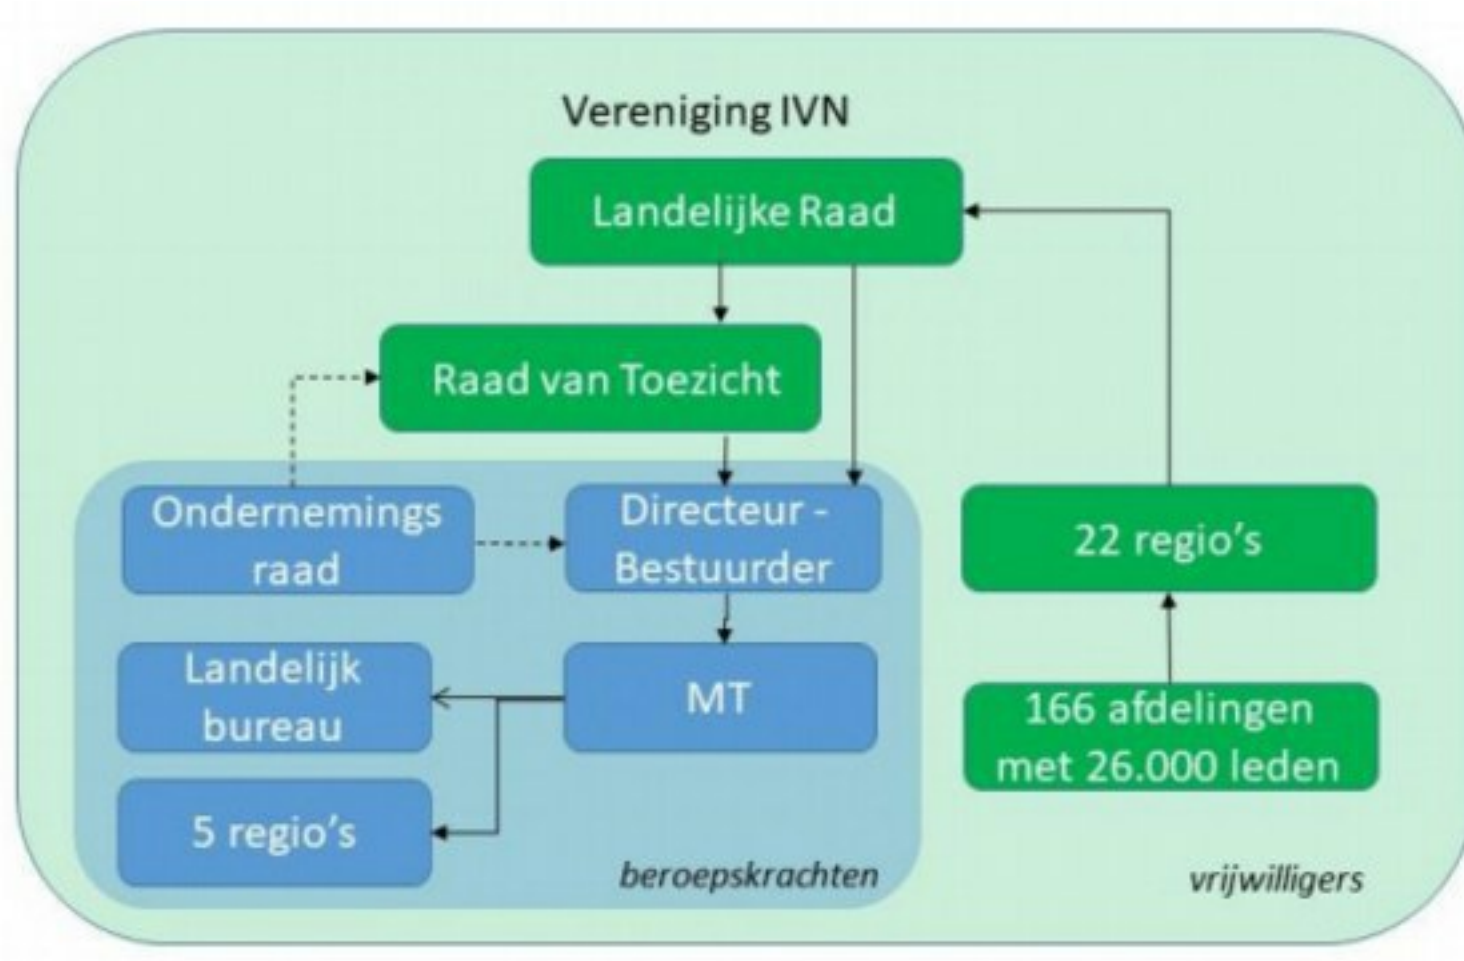 Vereniging IVN
Landelijke Raad
Raad van Toezicht
Ondernemings
raad
Directeur -
Bestuurder
22 regio's
Landelijk
bureau
MT
166 afdelingen
met 26.000 leden
5 regio's
beroepskrachten
vrijwilligers